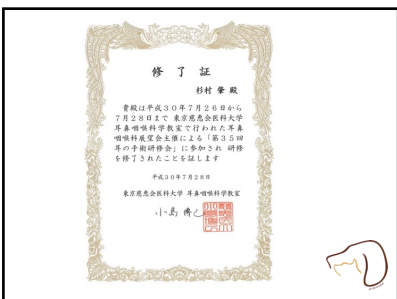 修了証
杉村 肇 殿
貴殿は平成30年7月26日から
7月28日まで 東京慈恵会医科大学
耳鼻咽喉科学教室で行われた耳鼻
咽喉科展望会主催による「第35回
耳の手術研修会」に参加され 研修
を修了されたことを証します
平成30年7月28日
東京慈恵会医科大学 耳鼻咽喉科学教室
小島 博己